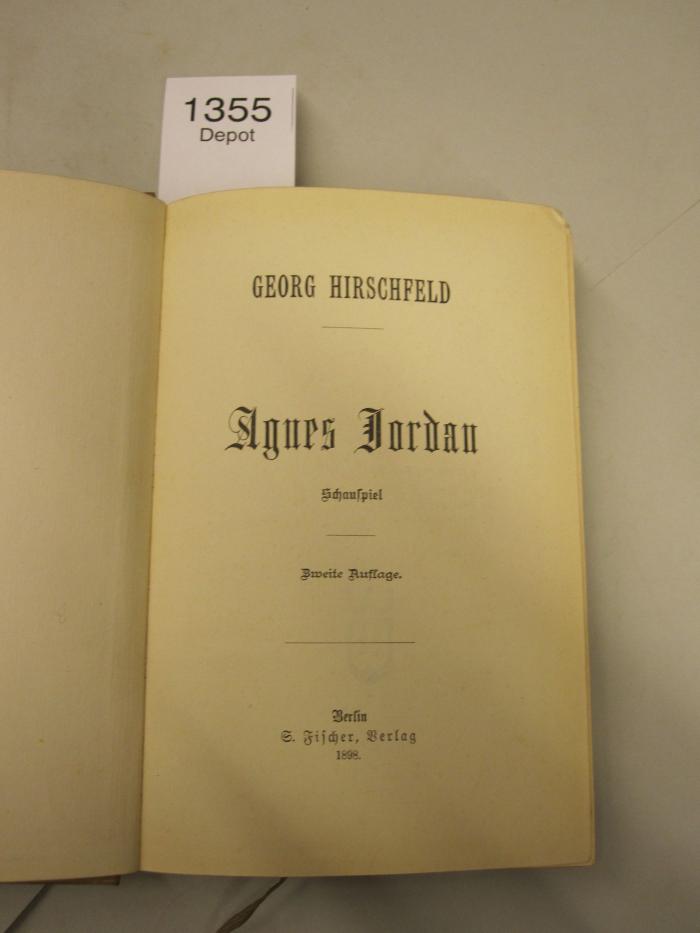 1355
Depot
GEORG HIRSCHFELD
Agnes Jordan
Schauſpiel
Zweite Auflage.
Berlin
S. Fiſcher, Verlag
1898.